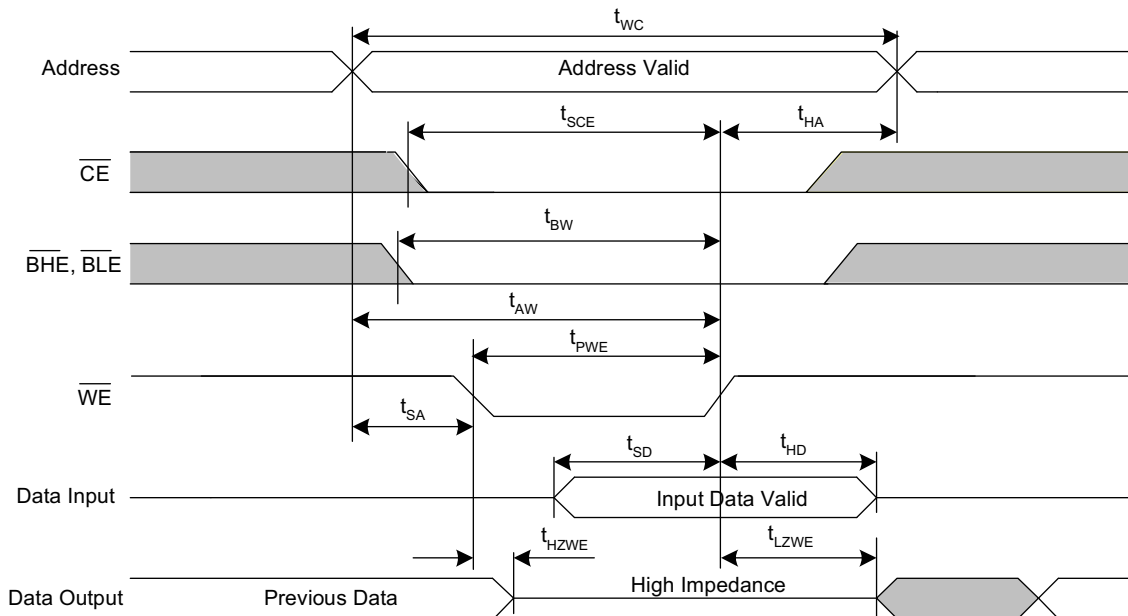 tWC
Address
Address Valid
tSCE
tHA
CE
tBW
BHE, BLE
tAW
tPWE
WE
tSA
tSD
tHD
Data Input
Input Data Valid
tHZWE
tLZWE
Data Output
Previous Data
High Impedance